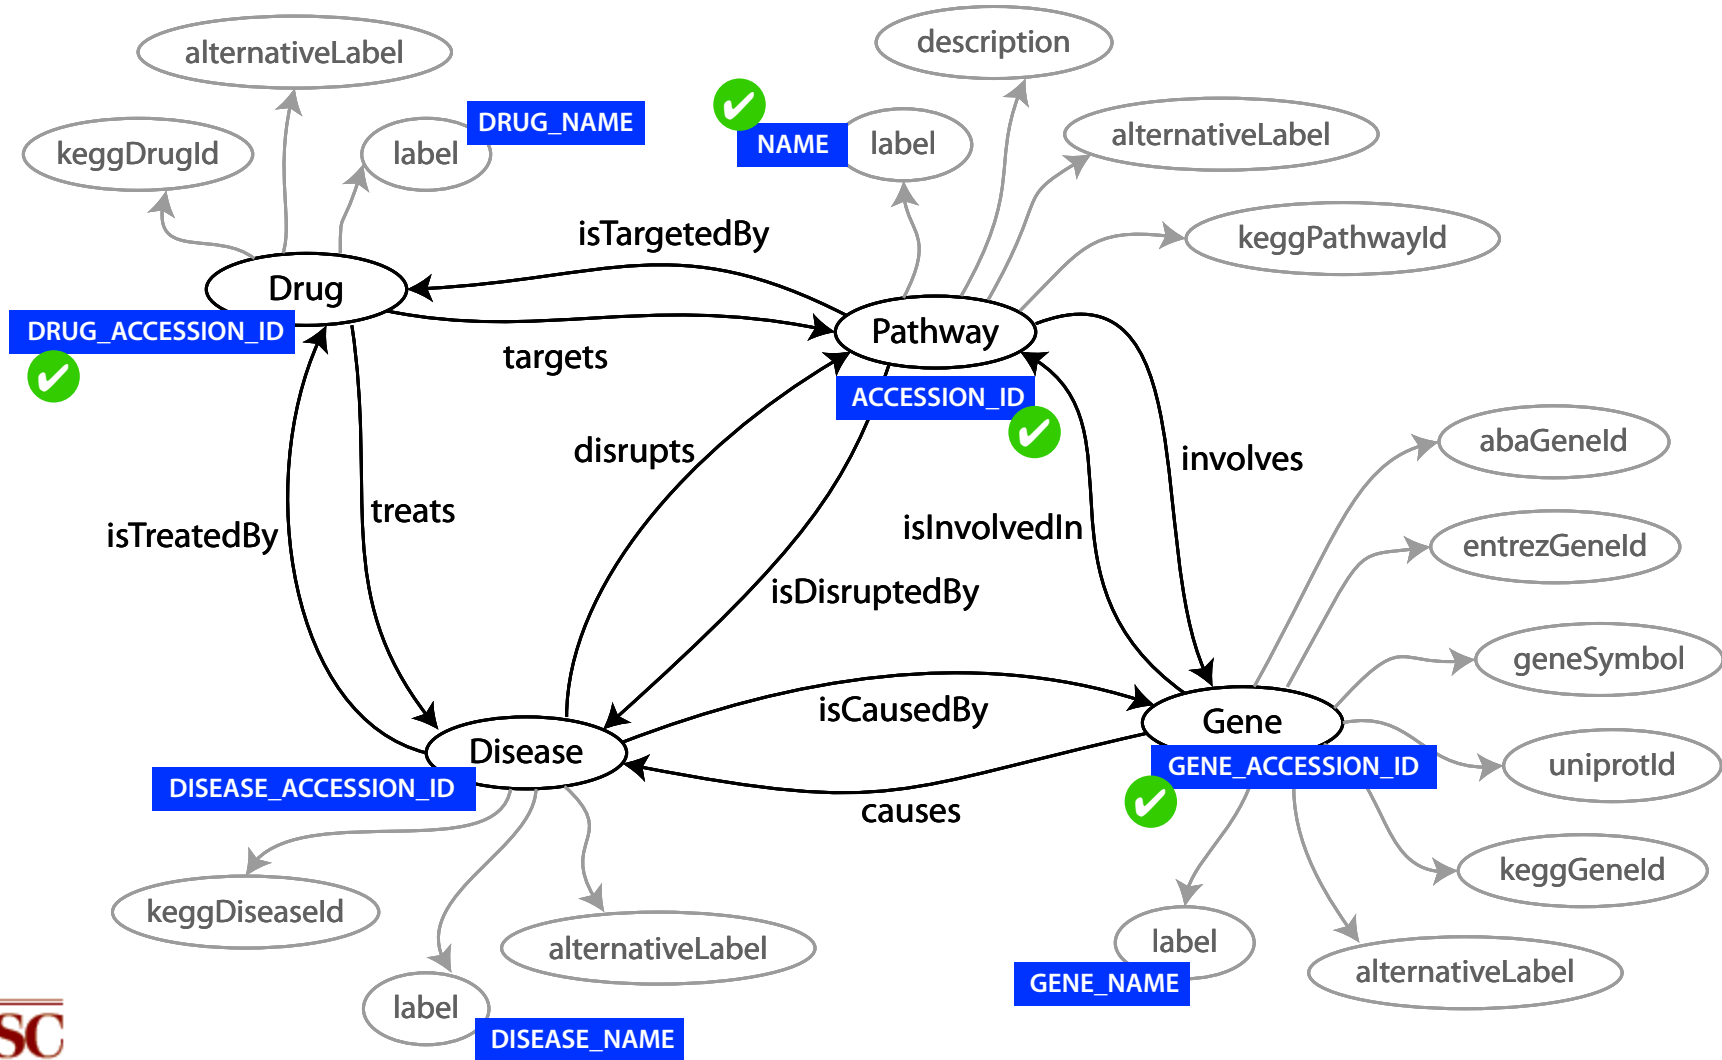 alternativeLabel
description
keggDrugId
label
DRUG_NAME
NAME
label
alternativeLabel
isTargetedBy
keggPathwayId
Drug
DRUG_ACCESSION_ID
targets
Pathway
ACCESSION_ID
disrupts
involves
abaGeneId
treats
isTreatedBy
isInvolvedIn
entrezGeneId
isDisruptedBy
geneSymbol
isCausedBy
Gene
Disease
DISEASE_ACCESSION_ID
GENE_ACCESSION_ID
uniprotId
causes
keggGeneId
keggDiseaseId
alternativeLabel
label
GENE_NAME
alternativeLabel
label
DISEASE_NAME
SC